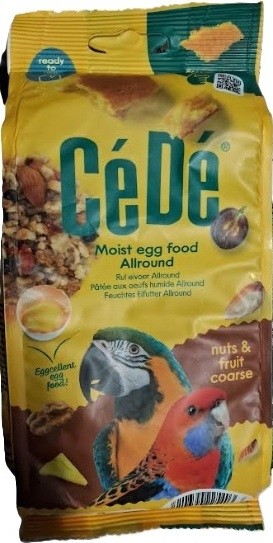 ready to
CéDé®
Moist egg food
Allround
Rul eivoer Allround
Pâtée aux oeufs humide Allround
Feuchtes Eifutter Allround
Eggcellent
egg
food!
nuts &
fruit
coarse